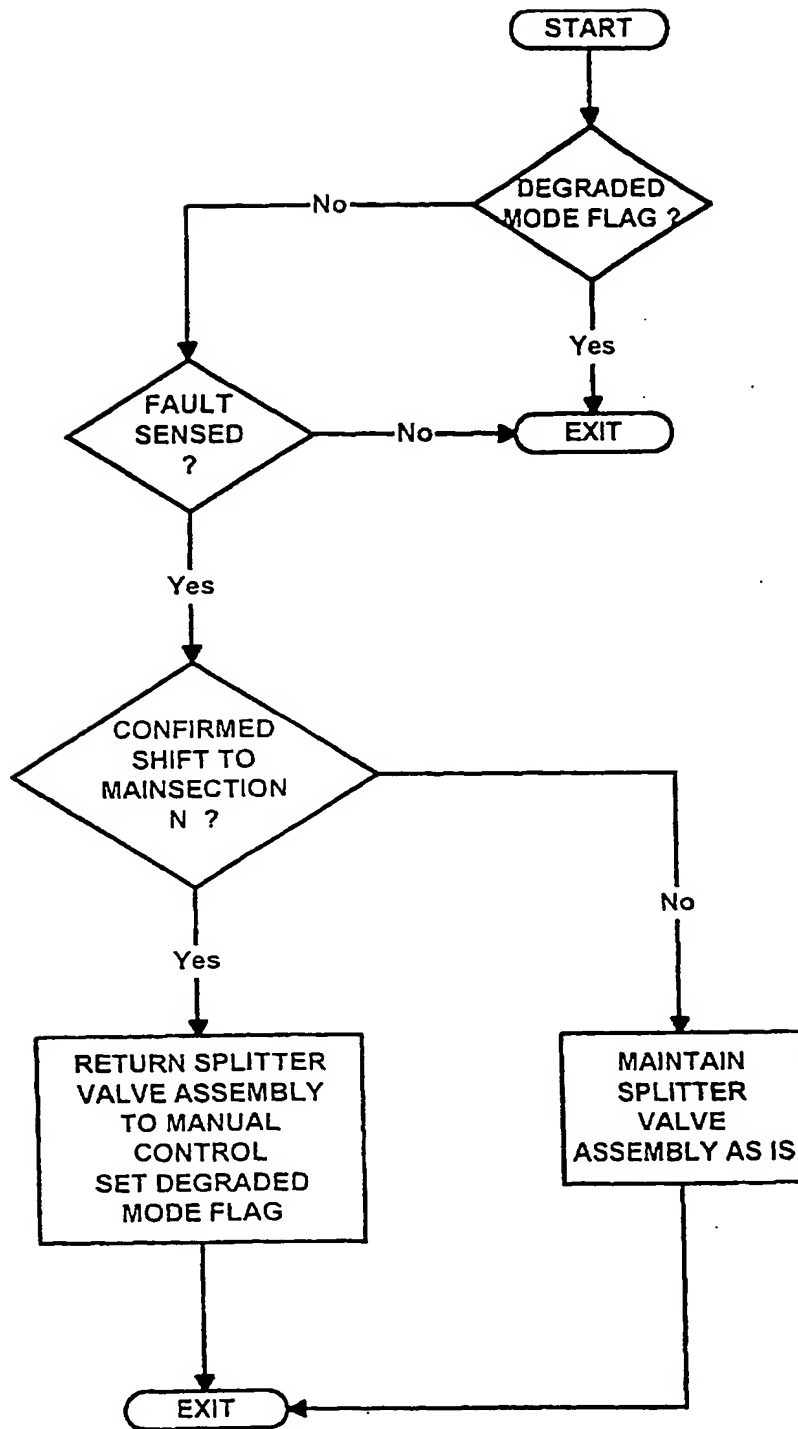 START
DEGRADED
MODE FLAG ?
No
Yes
FAULT
SENSED
?
No
EXIT
Yes
CONFIRMED
SHIFT TO
MAINSECTION
N ?
No
Yes
RETURN SPLITTER
VALVE ASSEMBLY
TO MANUAL
CONTROL
SET DEGRADED
MODE FLAG
MAINTAIN
SPLITTER
VALVE
ASSEMBLY AS IS
EXIT